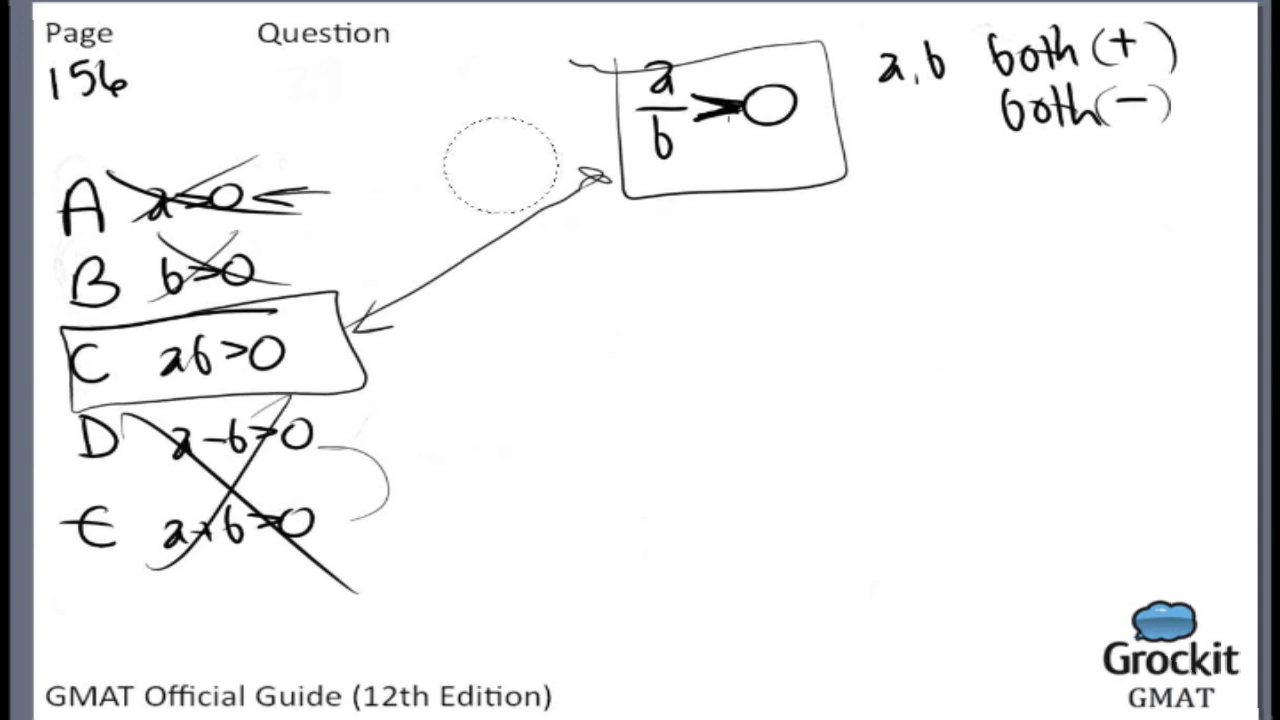 Page Question
156
a/b > 0
a, b both (+)
both (-)
A a>0
B b>0
C ab>0
D a-b>0
E a+b>0
Grockit
GMAT
GMAT Official Guide (12th Edition)